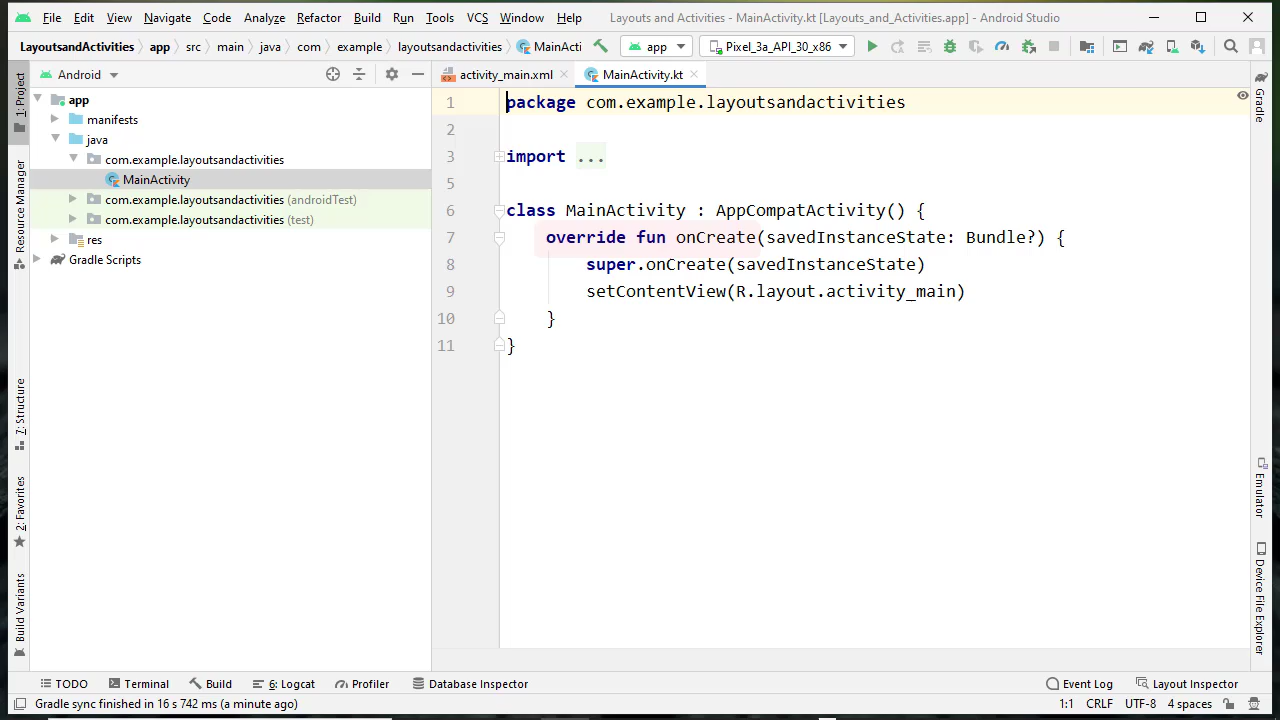 File Edit View Navigate Code Analyze Refactor Build Run Tools VCS Window Help Layouts and Activities - MainActivity.kt [Layouts_and_Activities.app] - Android Studio
LayoutsandActivities app src main java com example layoutsandactivities MainActi app Pixel_3a_API_30_x86
Android activity_main.xml MainActivity.kt
1: Project
Resource Manager
7: Structure
2: Favorites
Build Variants
app
manifests
java
com.example.layoutsandactivities
MainActivity
com.example.layoutsandactivities (androidTest)
com.example.layoutsandactivities (test)
res
Gradle Scripts
1 package com.example.layoutsandactivities
2
3 import ...
5
6 class MainActivity : AppCompatActivity() {
7 override fun onCreate(savedInstanceState: Bundle?) {
8 super.onCreate(savedInstanceState)
9 setContentView(R.layout.activity_main)
10 }
11 }
Gradle
Emulator
Device File Explorer
TODO Terminal Build 6: Logcat Profiler Database Inspector Event Log Layout Inspector
Gradle sync finished in 16 s 742 ms (a minute ago) 1:1 CRLF UTF-8 4 spaces